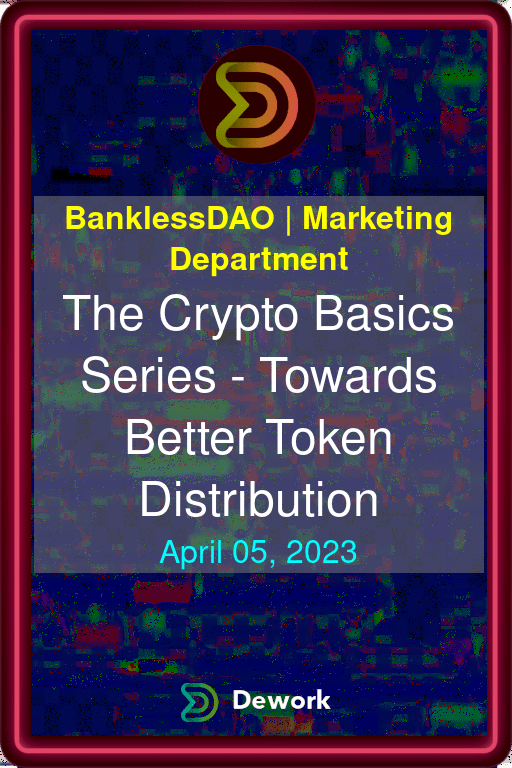 BanklessDAO | Marketing
Department
The Crypto Basics
Series - Towards
Better Token
Distribution
April 05, 2023
Dework